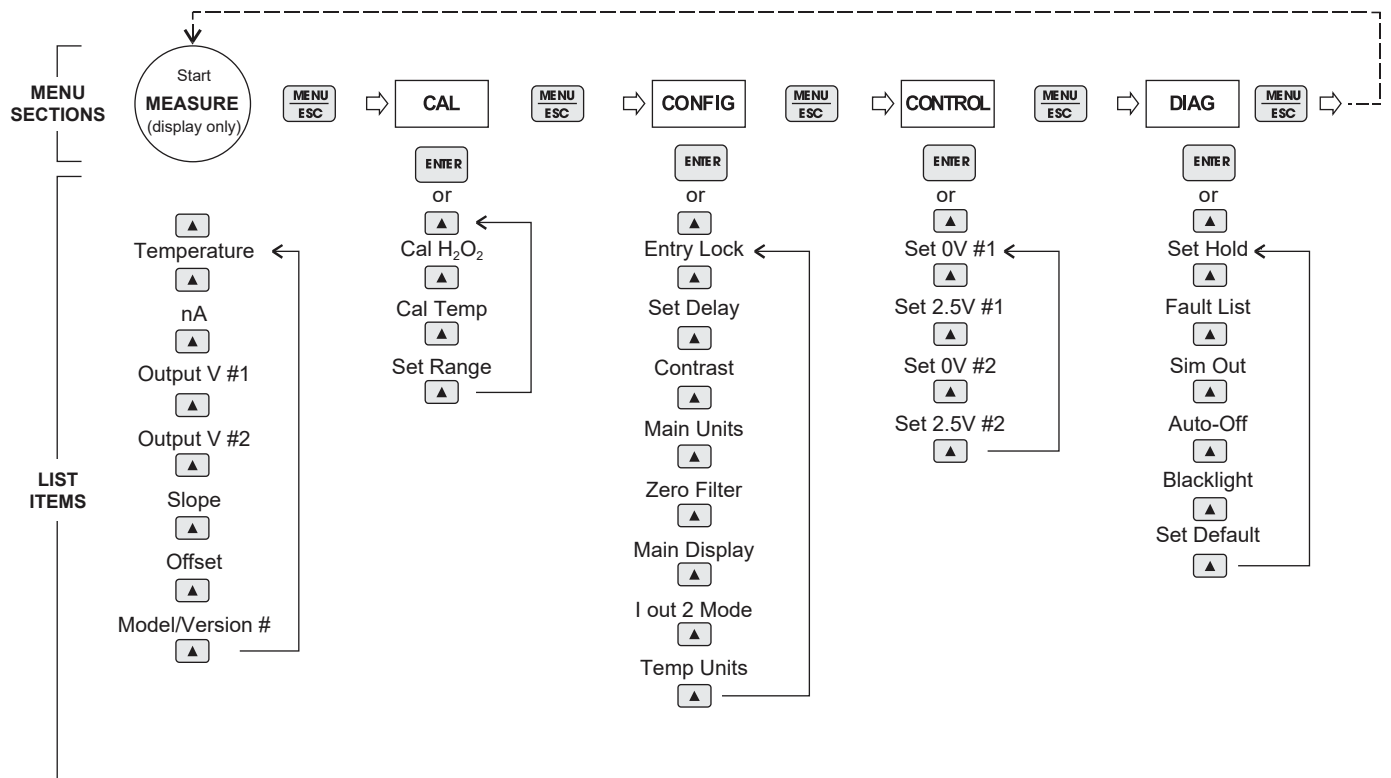 MENU
SECTIONS
Start
MEASURE
(display only)
MENU
ESC
CAL
MENU
ESC
CONFIG
MENU
ESC
CONTROL
MENU
ESC
DIAG
MENU
ESC
LIST
ITEMS
Temperature
nA
Output V #1
Output V #2
Slope
Offset
Model/Version #
ENTER
or
Cal H₂O₂
Cal Temp
Set Range
ENTER
or
Entry Lock
Set Delay
Contrast
Main Units
Zero Filter
Main Display
I out 2 Mode
Temp Units
ENTER
or
Set 0V #1
Set 2.5V #1
Set 0V #2
Set 2.5V #2
ENTER
or
Set Hold
Fault List
Sim Out
Auto-Off
Blacklight
Set Default